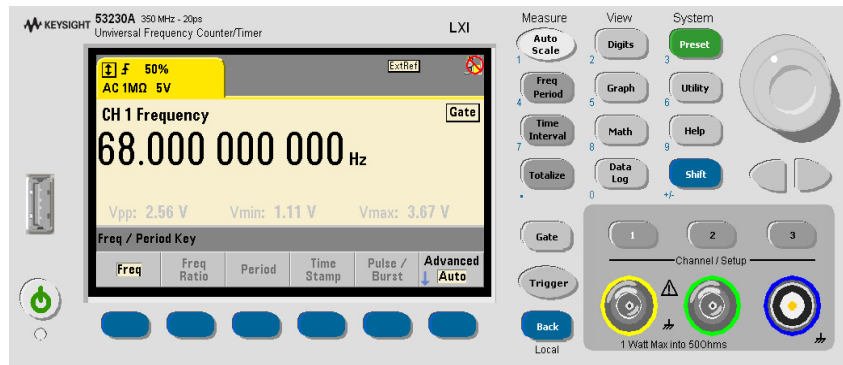 KEYSIGHT 53230A 350 MHz - 20ps
Universal Frequency Counter/Timer
LXI
50%
AC 1MΩ 5V
ExtRef
CH 1 Frequency
Gate
68.000 000 000 Hz
Vpp: 2.56 V Vmin: 1.11 V Vmax: 3.67 V
Freq / Period Key
Freq
Freq Ratio
Period
Time Stamp
Pulse / Burst
Advanced
Auto
Measure View System
Auto Scale
1
Digits
2
Preset
3
Freq Period
4
Graph
5
Utility
6
Time Interval
7
Math
8
Help
9
Totalize
.
Data Log
0
Shift
+/-
Gate
Trigger
Back
Local
1
2
3
Channel / Setup
1 Watt Max into 50Ohms